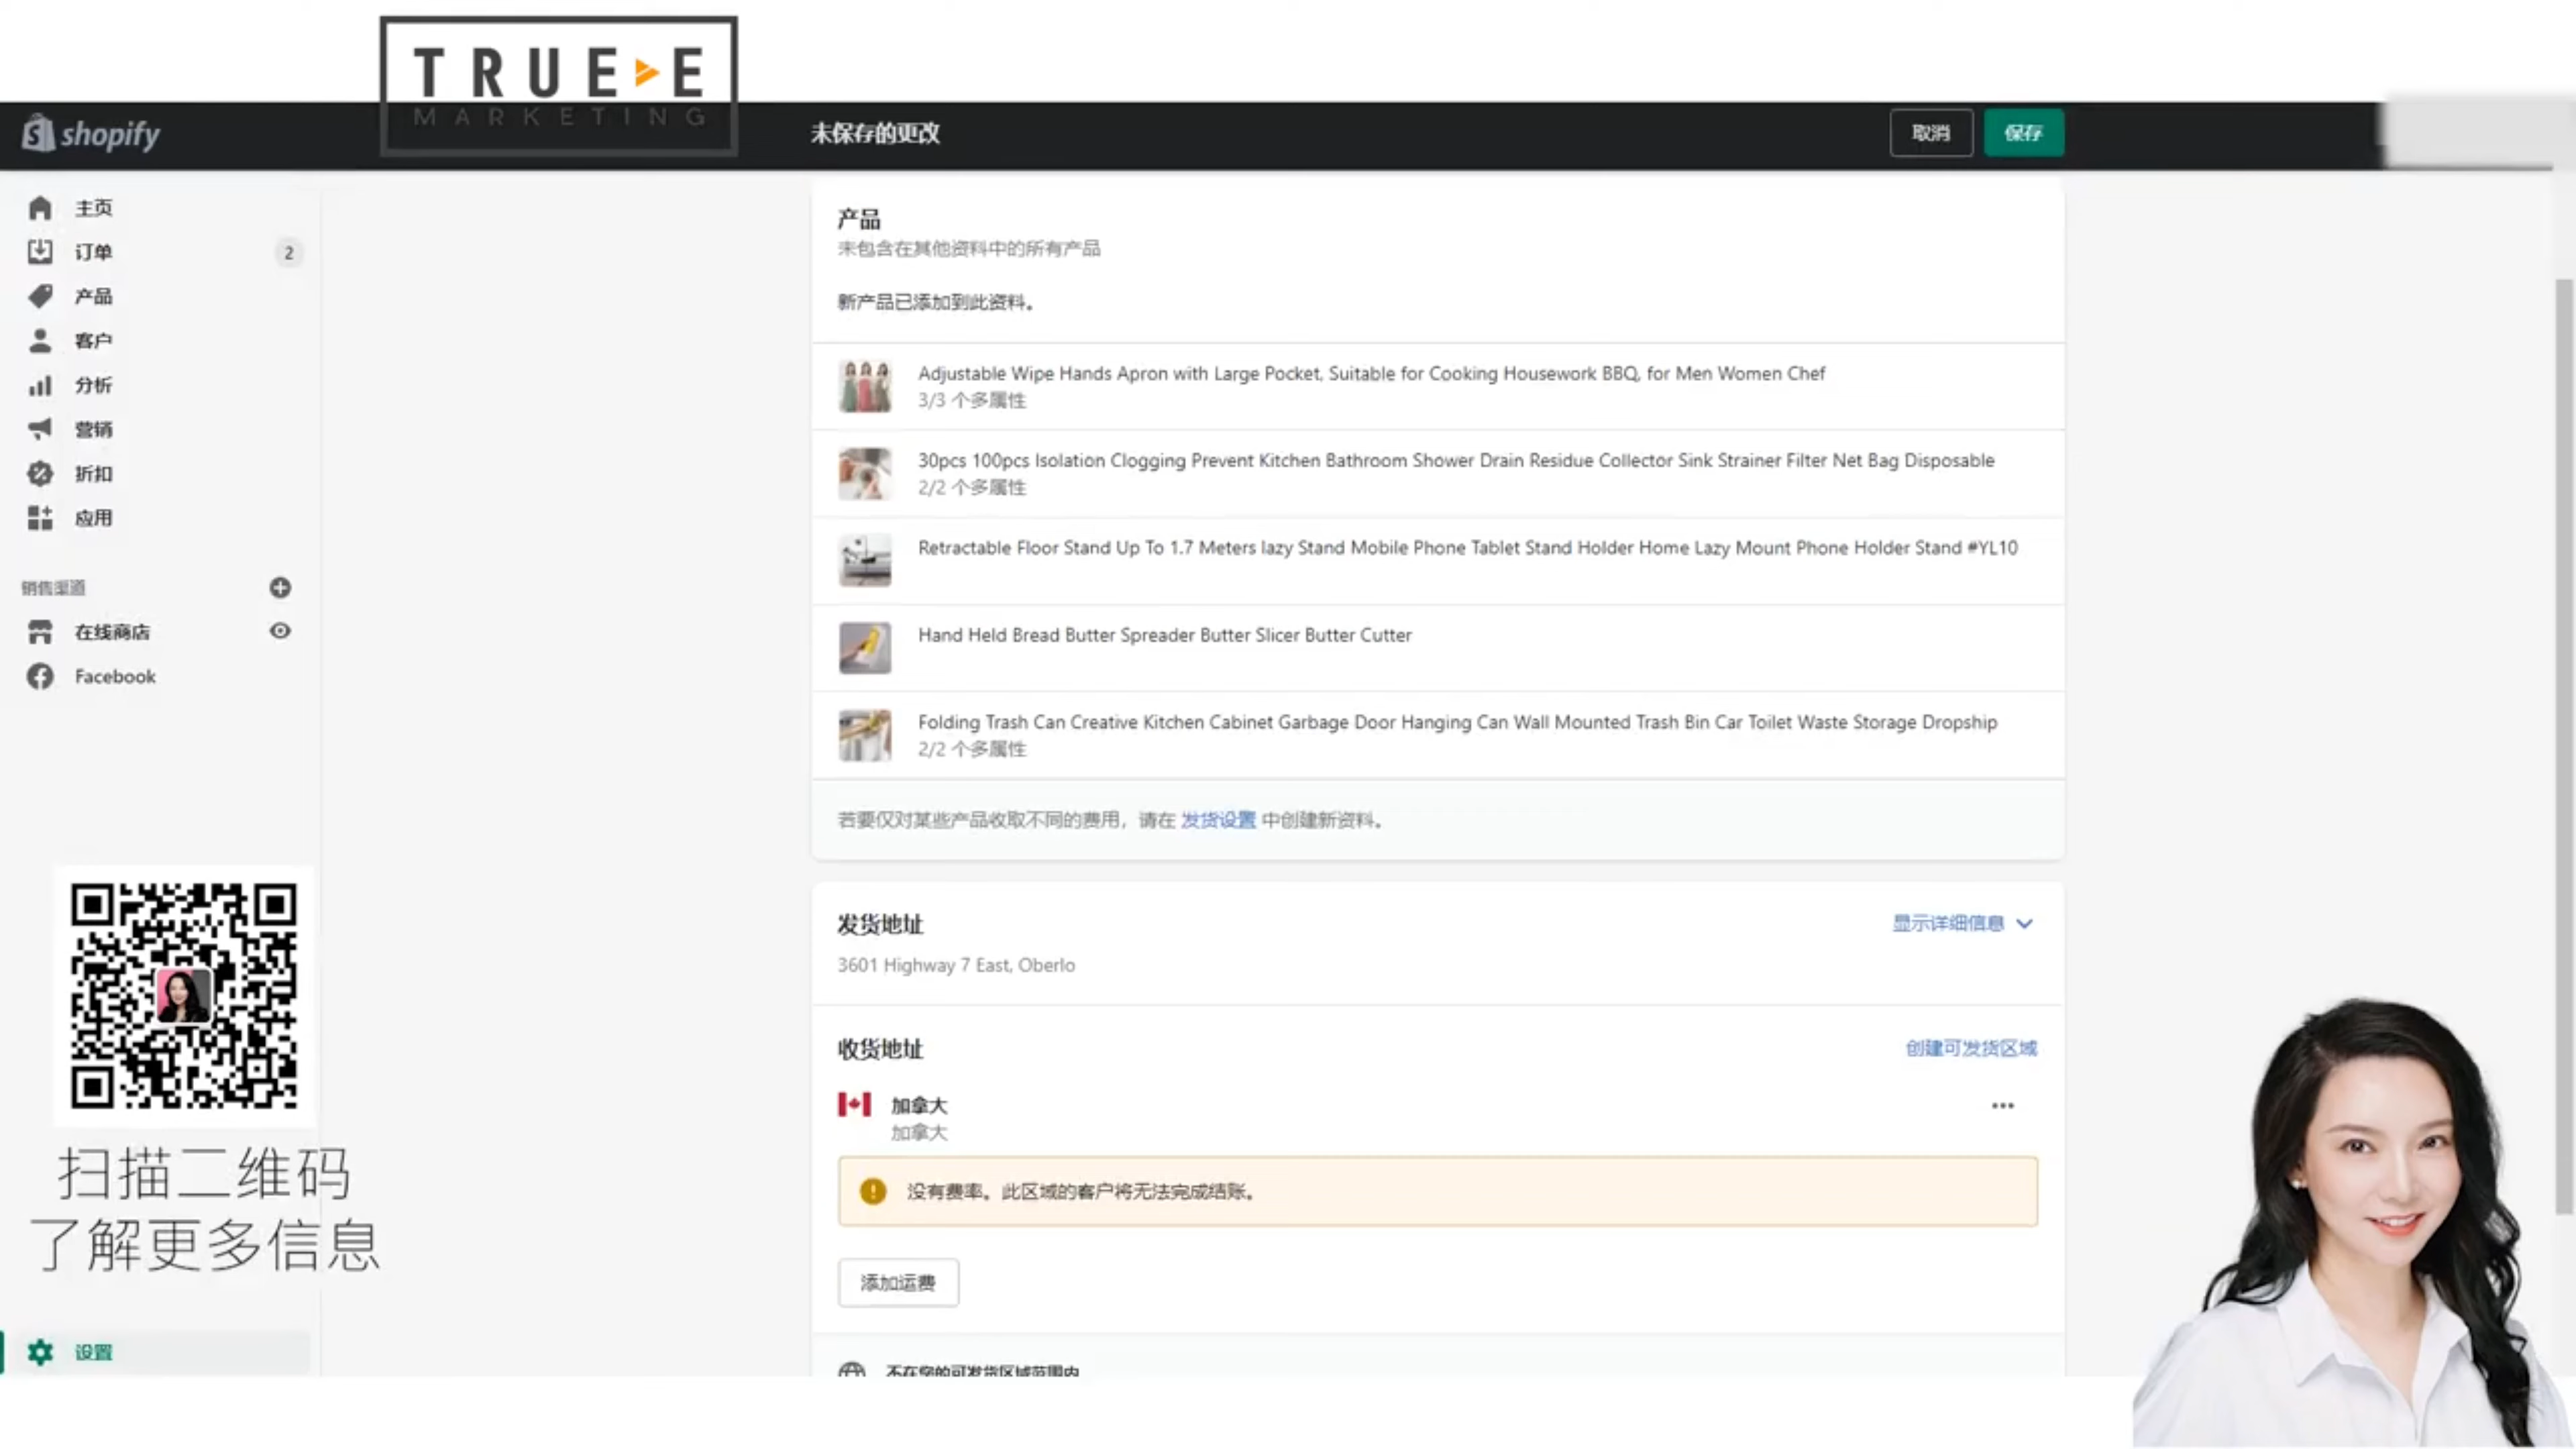 TRUE E
MARKETING
shopify
未保存的更改
取消
保存
主页
订单
2
产品
客户
分析
营销
折扣
应用
销售渠道
在线商店
Facebook
产品
未包含在其他资料中的所有产品
新产品已添加到此资料。
Adjustable Wipe Hands Apron with Large Pocket, Suitable for Cooking Housework BBQ, for Men Women Chef
3/3 个多属性
30pcs 100pcs Isolation Clogging Prevent Kitchen Bathroom Shower Drain Residue Collector Sink Strainer Filter Net Bag Disposable
2/2 个多属性
Retractable Floor Stand Up To 1.7 Meters lazy Stand Mobile Phone Tablet Stand Holder Home Lazy Mount Phone Holder Stand #YL10
Hand Held Bread Butter Spreader Butter Slicer Butter Cutter
Folding Trash Can Creative Kitchen Cabinet Garbage Door Hanging Can Wall Mounted Trash Bin Car Toilet Waste Storage Dropship
2/2 个多属性
若要仅对某些产品收取不同的费用，请在 发货设置 中创建新资料。
发货地址
显示详细信息
3601 Highway 7 East, Oberlo
收货地址
创建可发货区域
加拿大
加拿大
没有费率。此区域的客户将无法完成结账。
添加运费
不在您的可发货区域范围内
扫描二维码
了解更多信息
设置